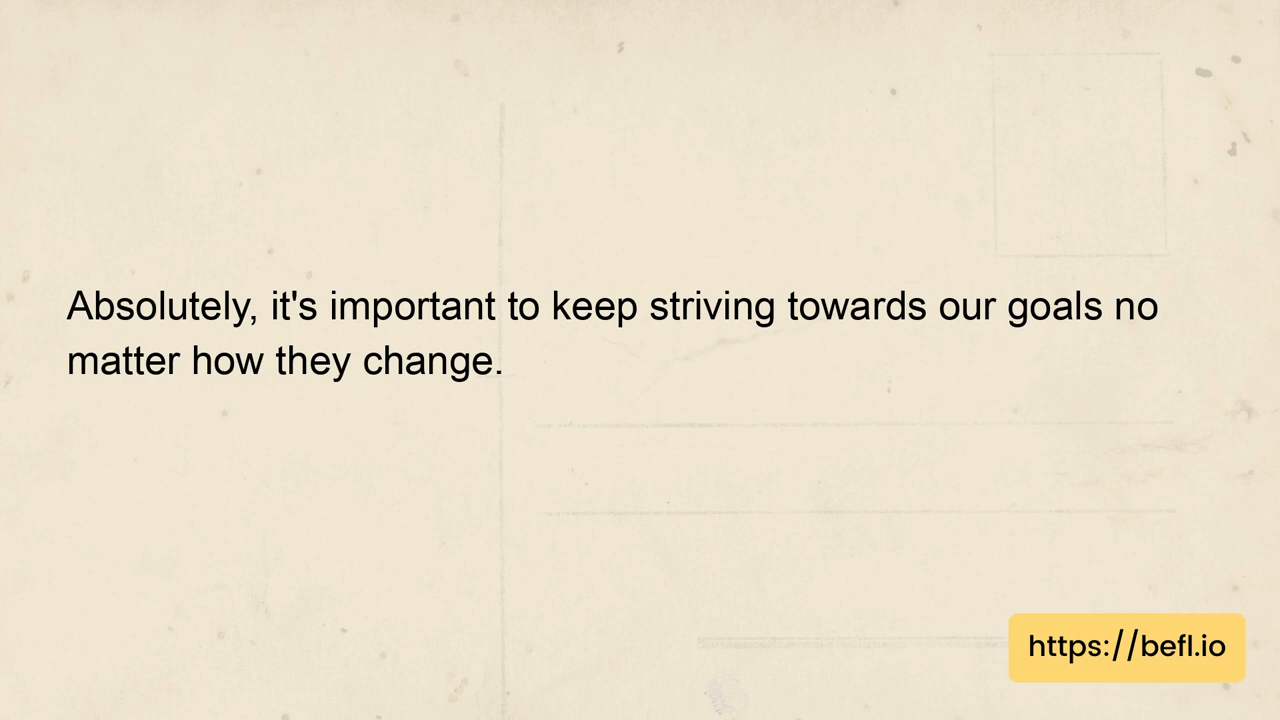 Absolutely, it's important to keep striving towards our goals no
matter how they change.
https://befl.io